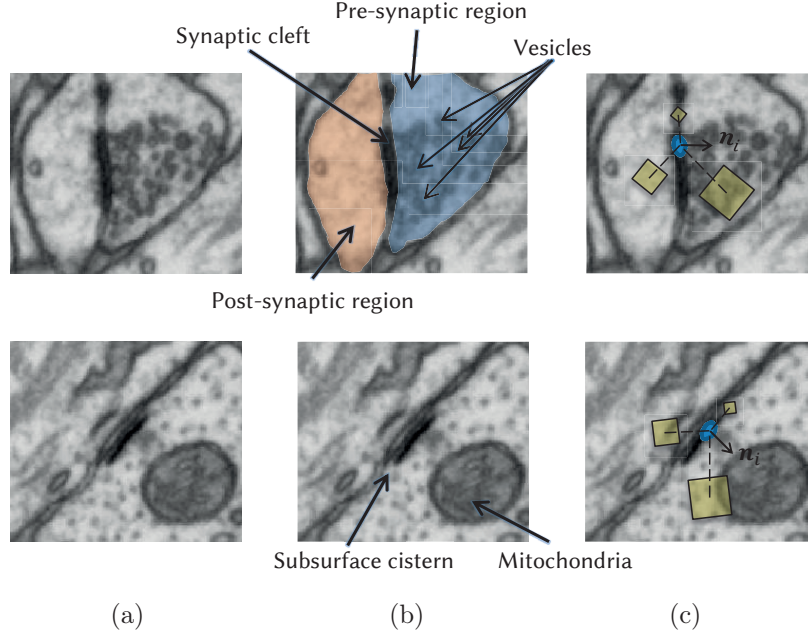 Pre-synaptic region
Synaptic cleft
Vesicles
n_i
Post-synaptic region
n_i
Subsurface cistern
Mitochondria
(a)
(b)
(c)